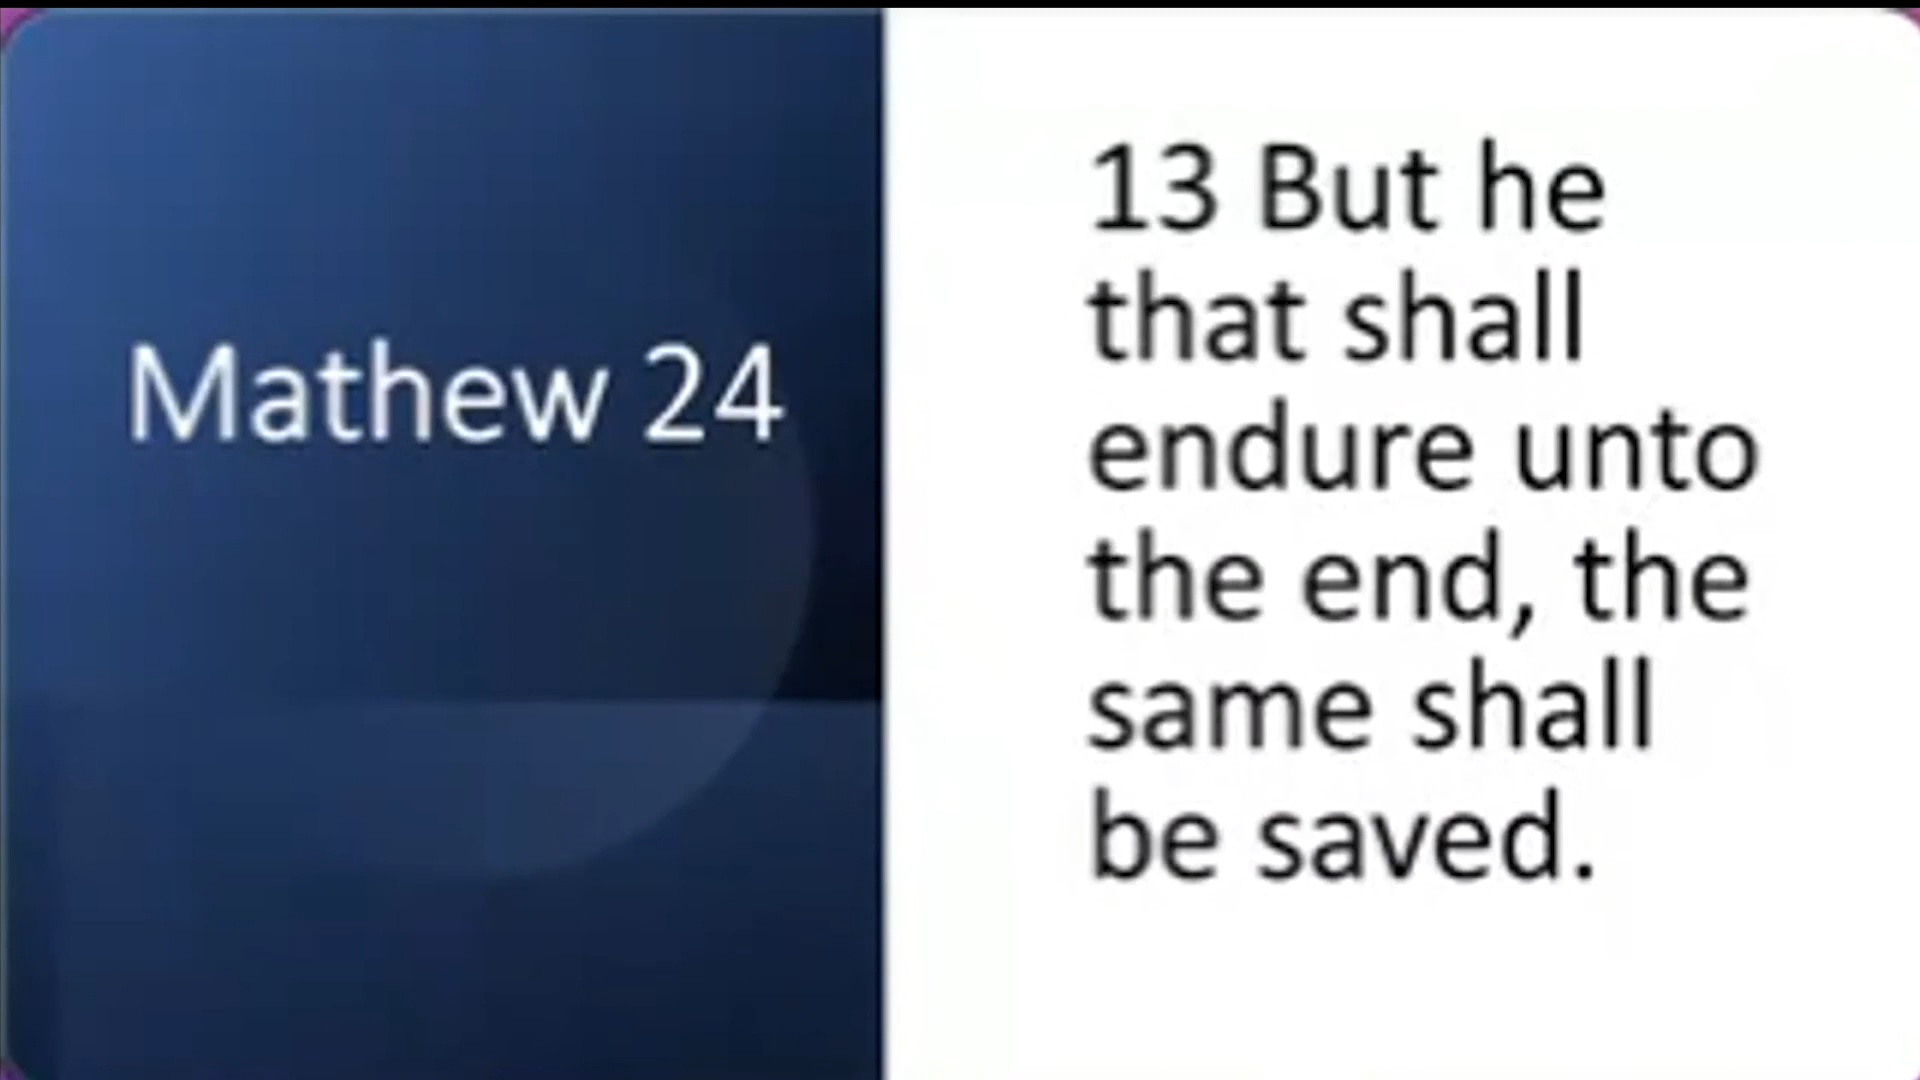 Mathew 24
13 But he
that shall
endure unto
the end, the
same shall
be saved.